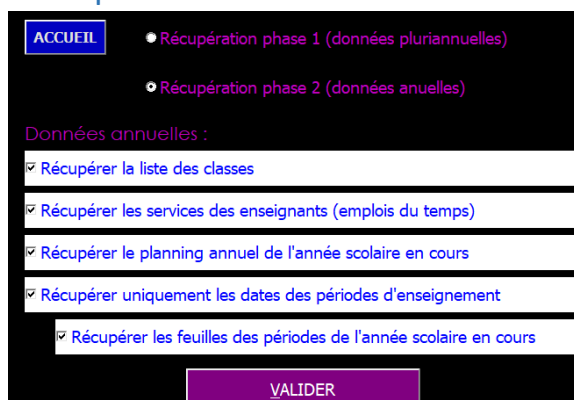 ACCUEIL
Récupération phase 1 (données pluriannuelles)
Récupération phase 2 (données anuelles)
Données annuelles :
Récupérer la liste des classes
Récupérer les services des enseignants (emplois du temps)
Récupérer le planning annuel de l'année scolaire en cours
Récupérer uniquement les dates des périodes d'enseignement
Récupérer les feuilles des périodes de l'année scolaire en cours
VALIDER